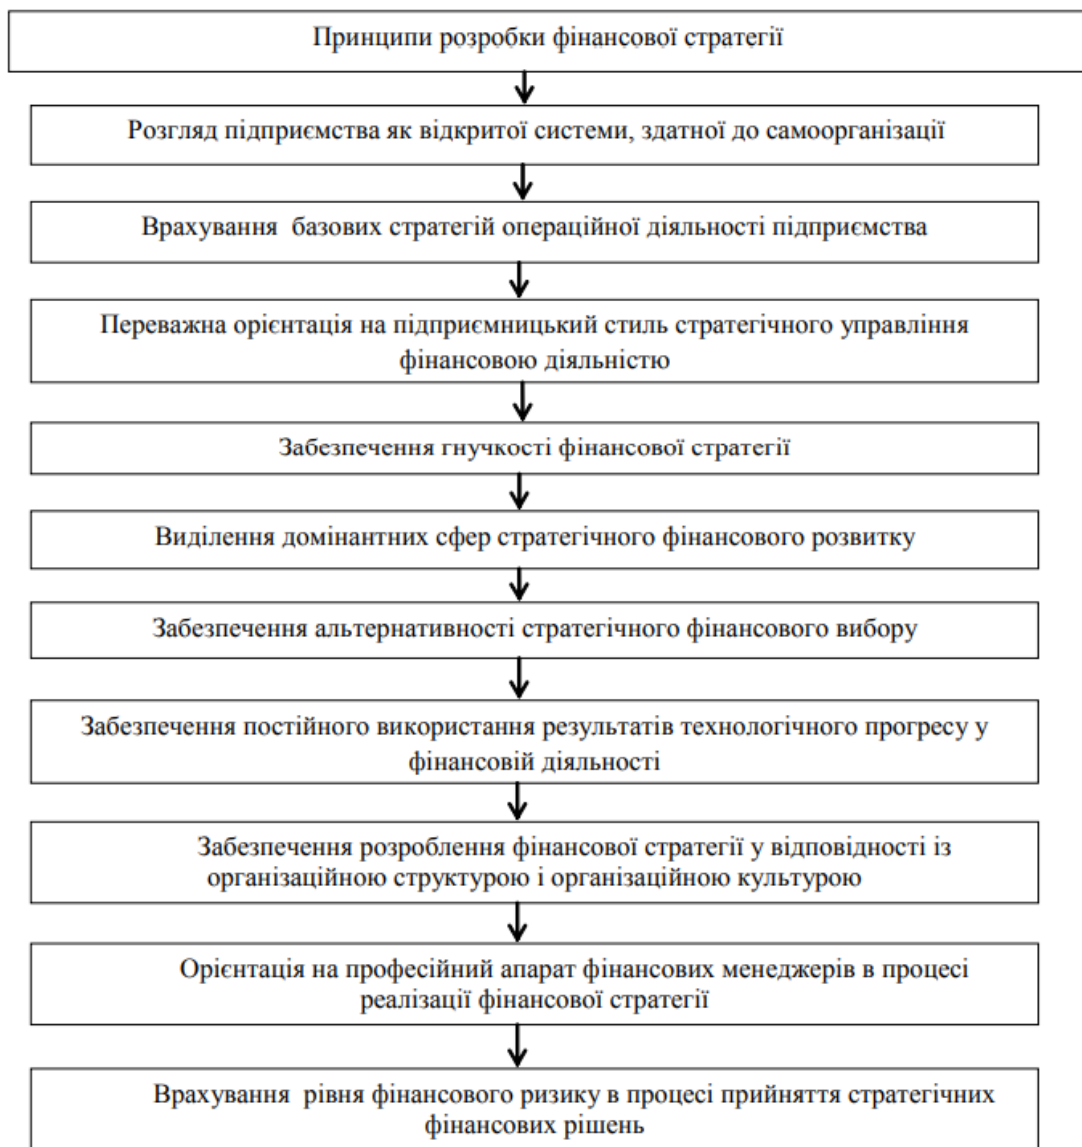 Принципи розробки фінансової стратегії
Розгляд підприємства як відкритої системи, здатної до самоорганізації
Врахування базових стратегій операційної діяльності підприємства
Переважна орієнтація на підприємницький стиль стратегічного управління
фінансовою діяльністю
Забезпечення гнучкості фінансової стратегії
Виділення домінантних сфер стратегічного фінансового розвитку
Забезпечення альтернативності стратегічного фінансового вибору
Забезпечення постійного використання результатів технологічного прогресу у
фінансовій діяльності
Забезпечення розроблення фінансової стратегії у відповідності із
організаційною структурою і організаційною культурою
Орієнтація на професійний апарат фінансових менеджерів в процесі
реалізації фінансової стратегії
Врахування рівня фінансового ризику в процесі прийняття стратегічних
фінансових рішень